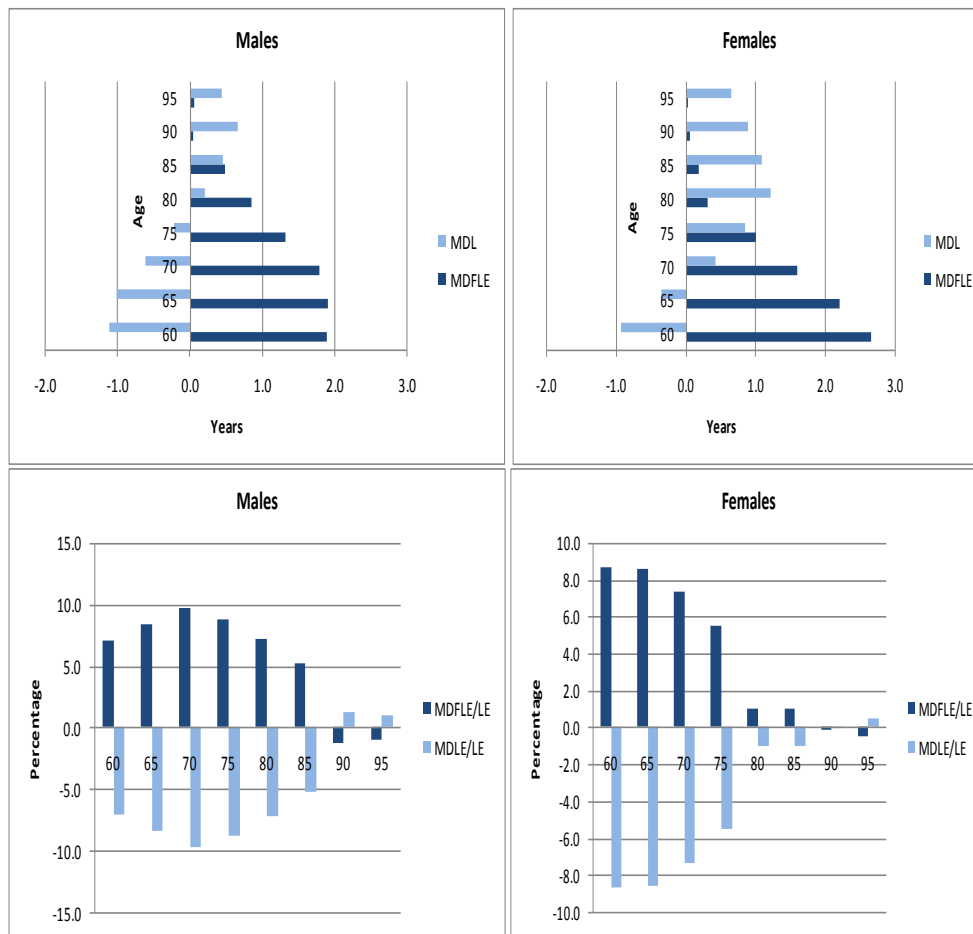 Males
95
90
85
80
75
70
65
60
Age
MDL
MDFLE
-2.0 -1.0 0.0 1.0 2.0 3.0
Years
Females
95
90
85
80
75
70
65
60
Age
MDL
MDFLE
-2.0 -1.0 0.0 1.0 2.0 3.0
Years
Males
15.0
10.0
5.0
0.0
-5.0
-10.0
-15.0
Percentage
60 65 70 75 80 85 90 95
MDFLE/LE
MDLE/LE
Females
10.0
8.0
6.0
4.0
2.0
0.0
-2.0
-4.0
-6.0
-8.0
-10.0
Percentage
60 65 70 75 80 85 90 95
MDFLE/LE
MDLE/LE